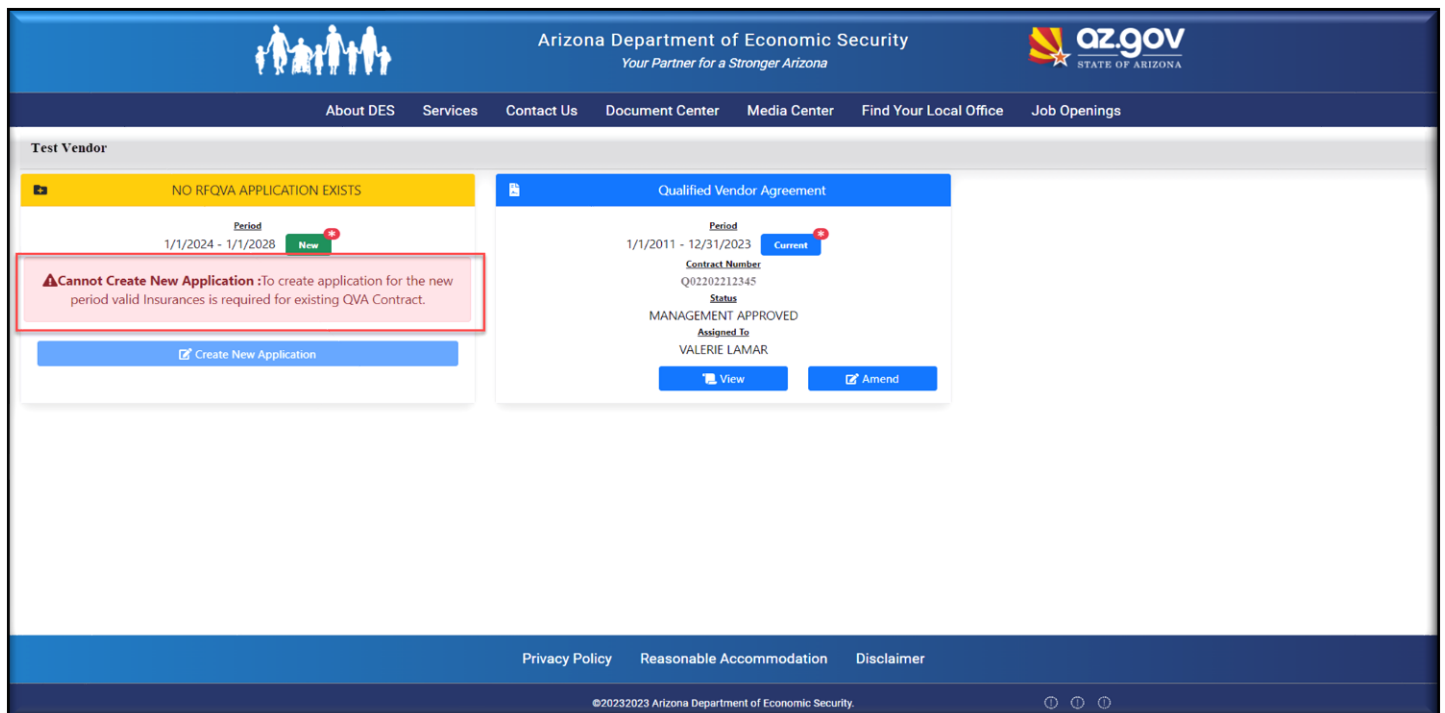 Arizona Department of Economic Security
Your Partner for a Stronger Arizona
az.gov
STATE OF ARIZONA
About DES Services Contact Us Document Center Media Center Find Your Local Office Job Openings
Test Vendor
NO RFQVA APPLICATION EXISTS
Period
1/1/2024 - 1/1/2028 New *
Cannot Create New Application :To create application for the new
period valid Insurances is required for existing QVA Contract.
Create New Application
Qualified Vendor Agreement
Period
1/1/2011 - 12/31/2023 Current *
Contract Number
Q02202212345
Status
MANAGEMENT APPROVED
Assigned To
VALERIE LAMAR
View Amend
Privacy Policy Reasonable Accommodation Disclaimer
©20232023 Arizona Department of Economic Security.